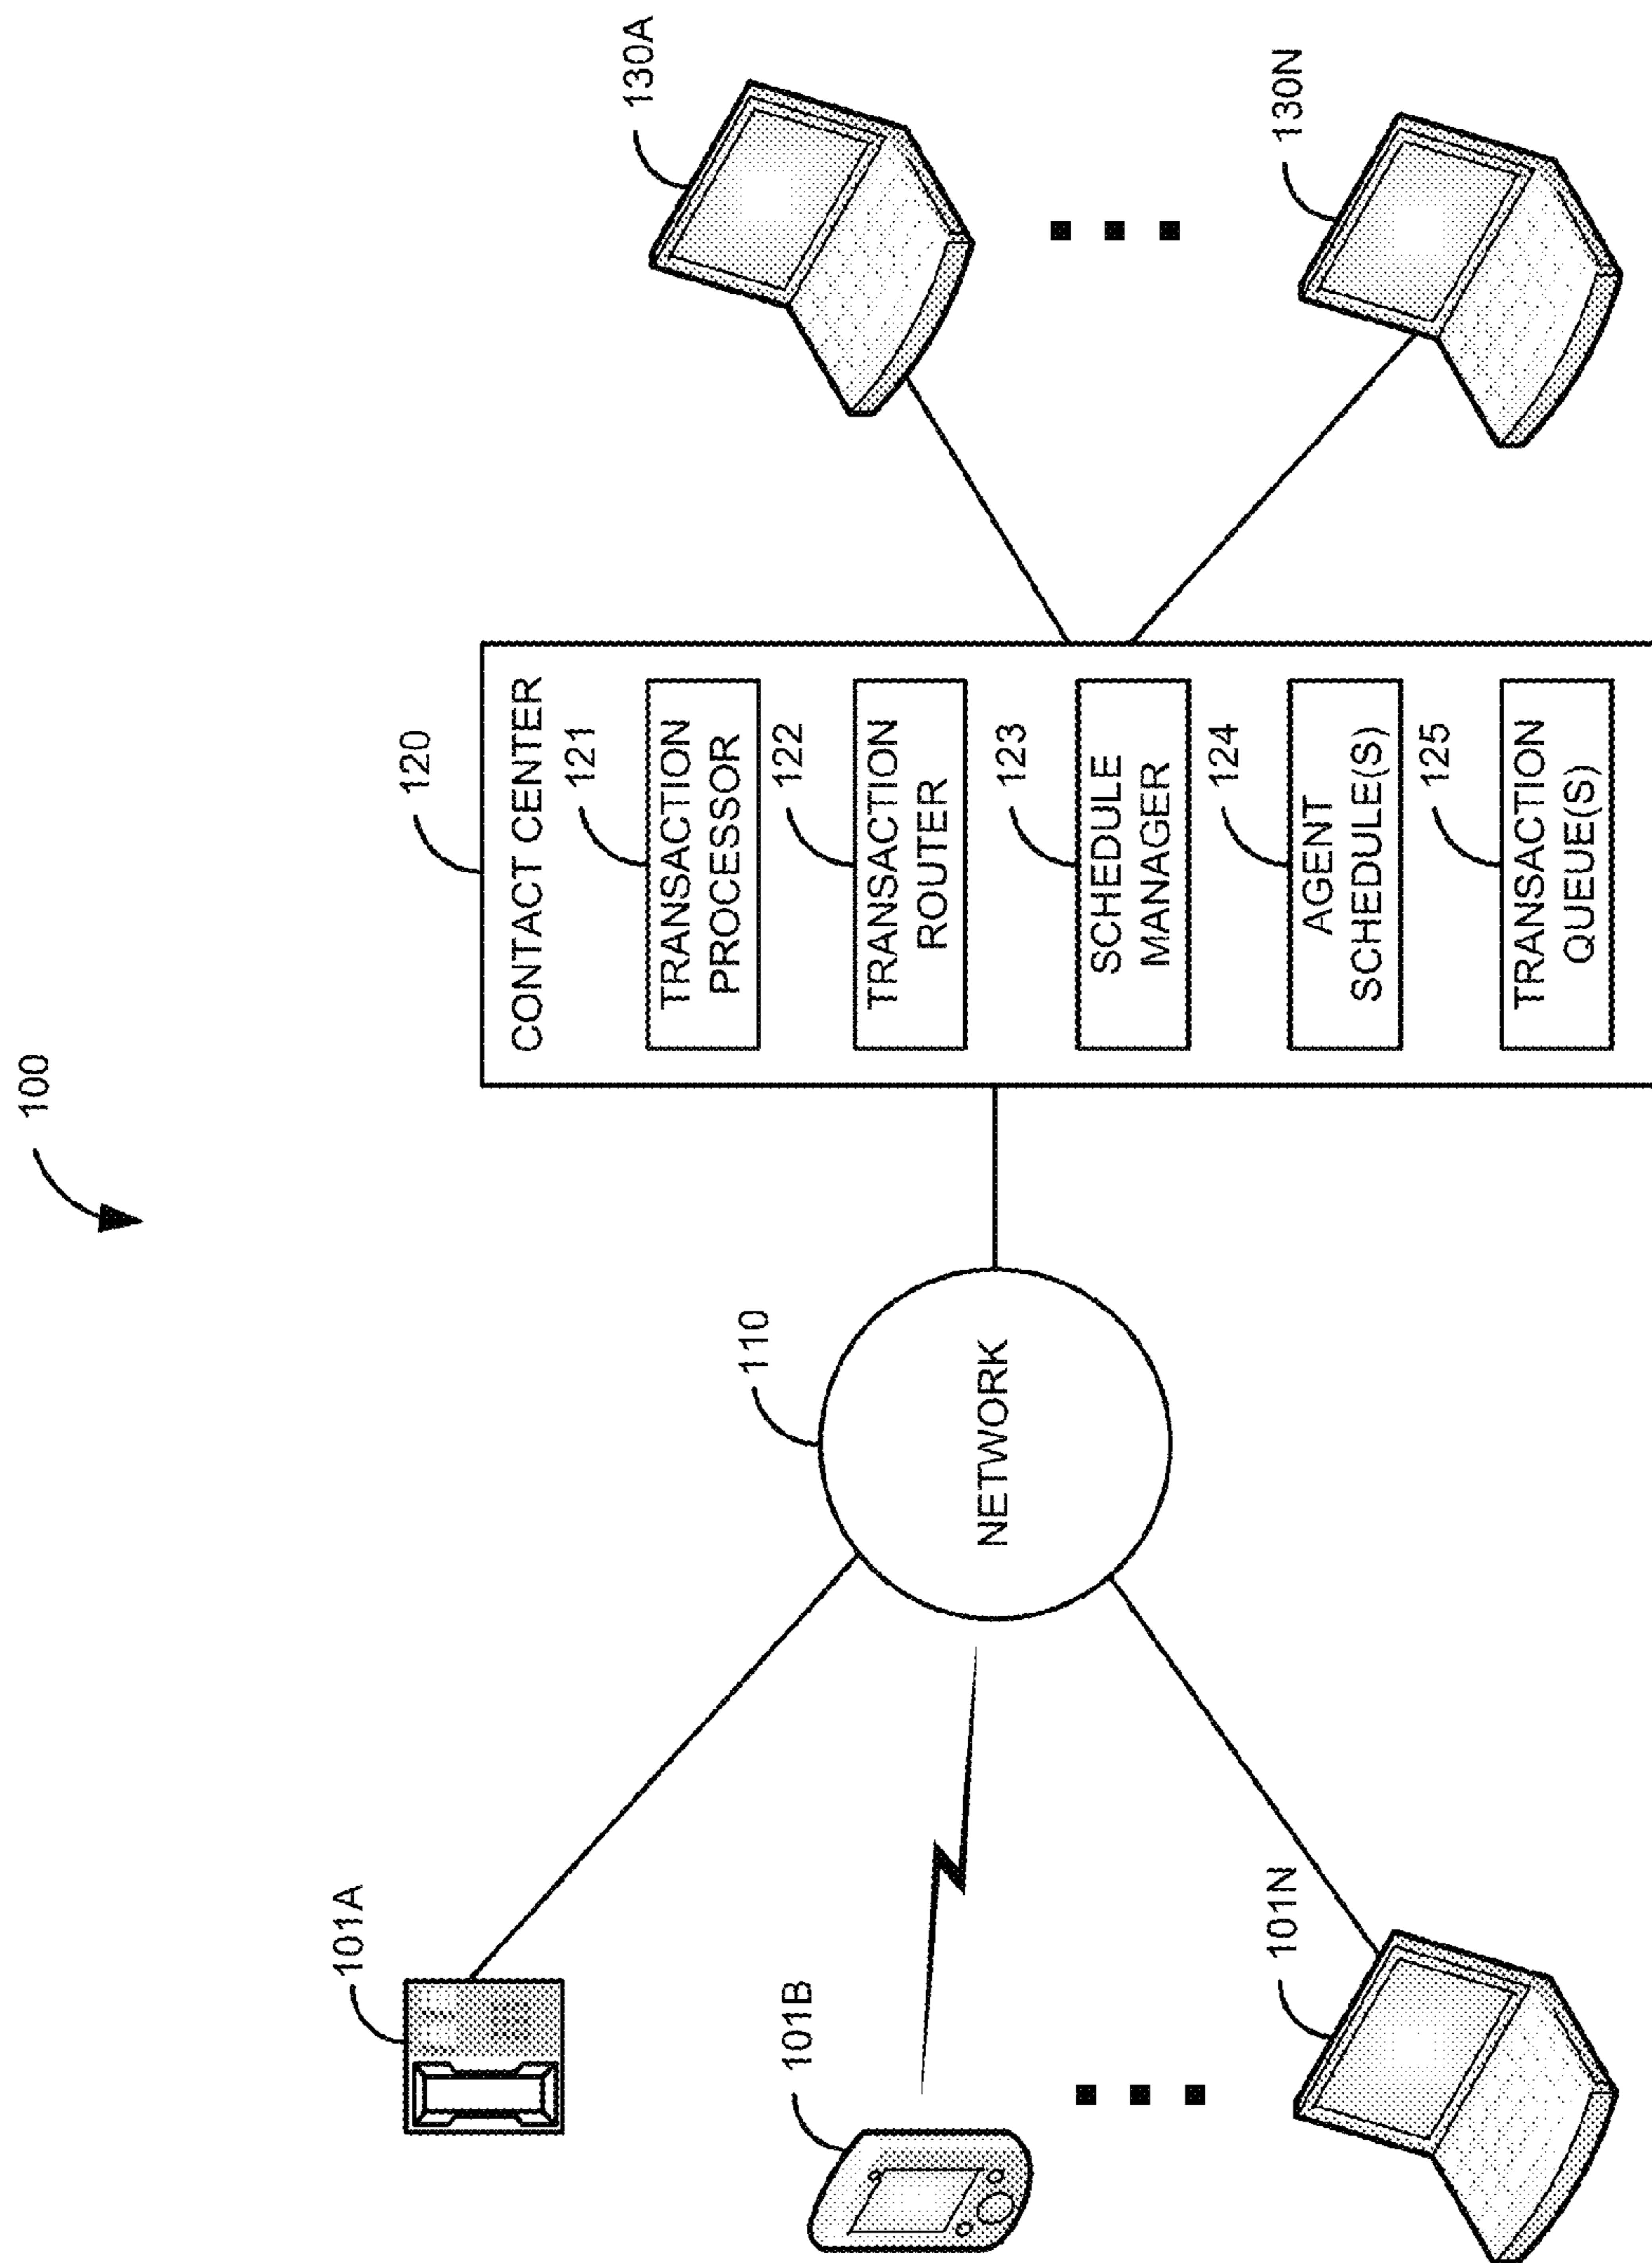 100
101A
101B
101N
110
NETWORK
120
CONTACT CENTER
121
TRANSACTION
PROCESSOR
122
TRANSACTION
ROUTER
123
SCHEDULE
MANAGER
124
AGENT
SCHEDULE(S)
125
TRANSACTION
QUEUE(S)
130A
130N